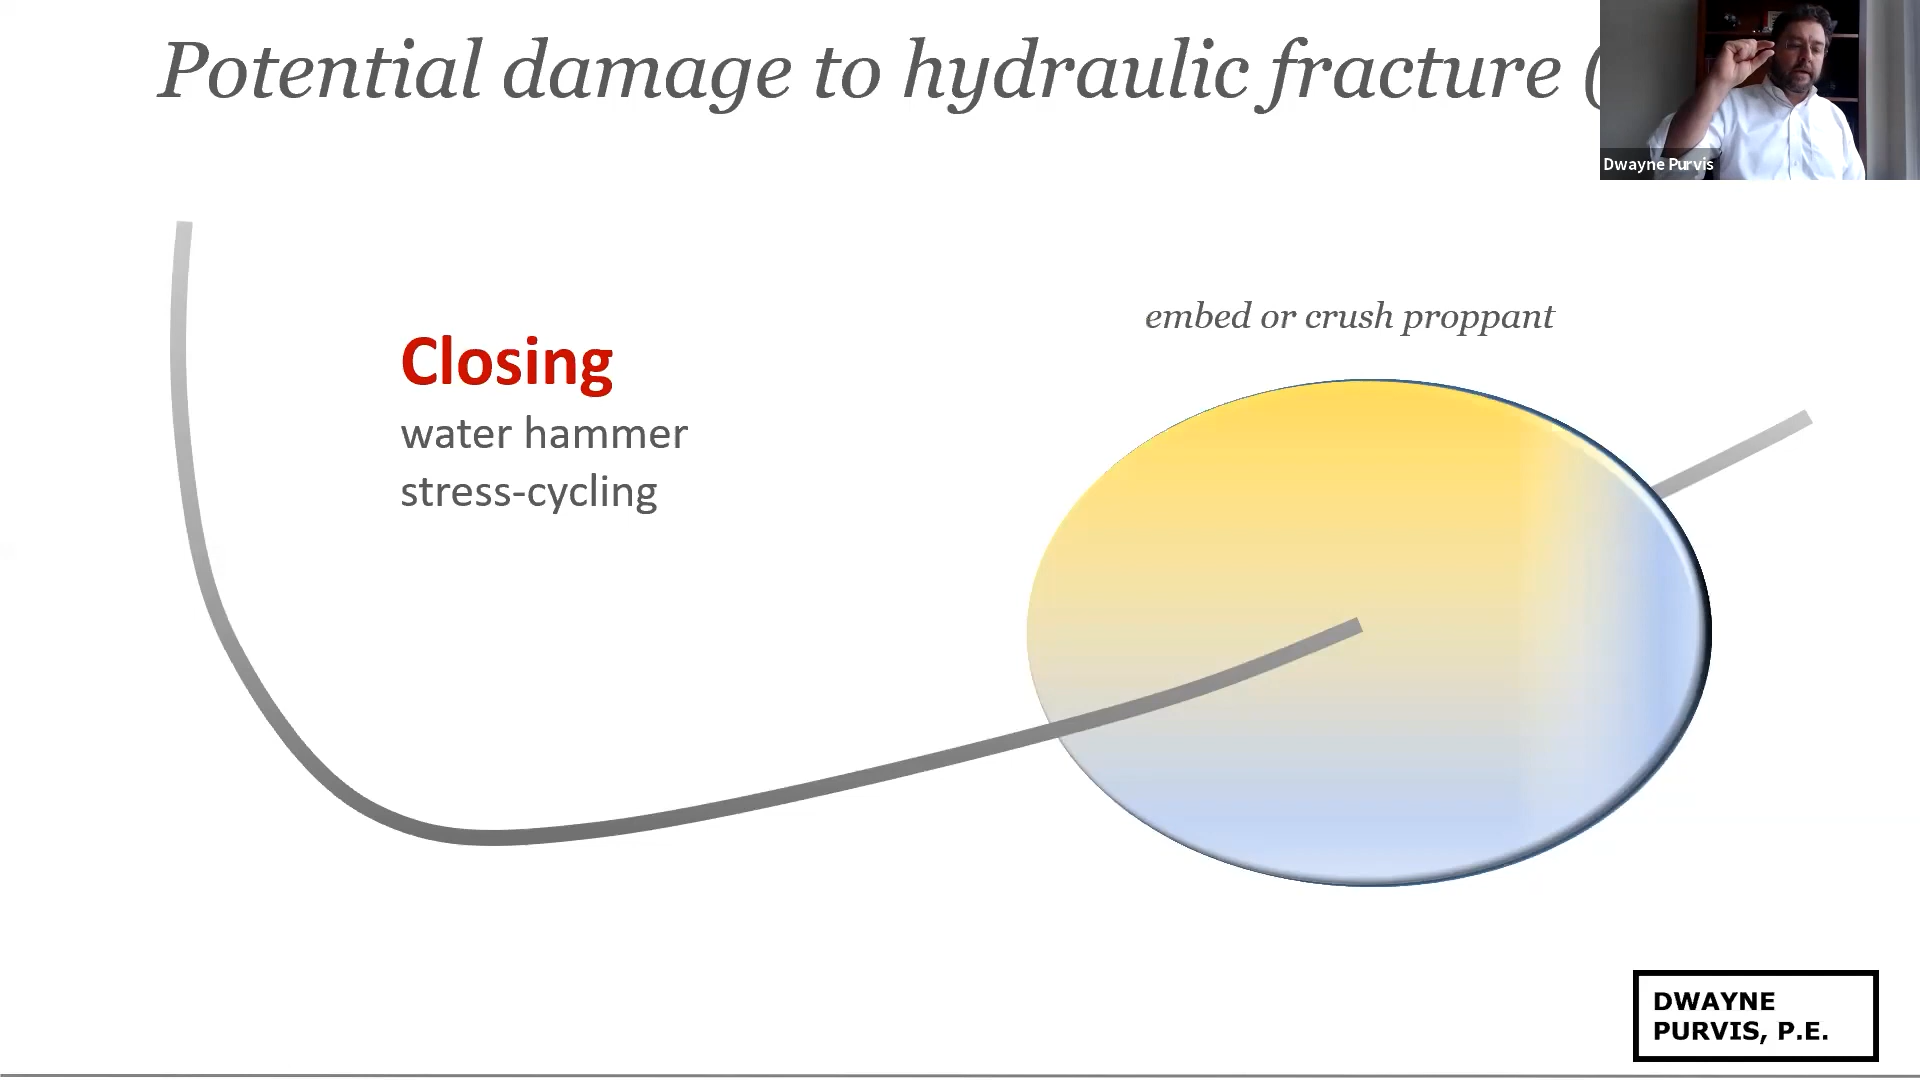 Potential damage to hydraulic fracture (
Dwayne Purvis
embed or crush proppant
Closing
water hammer
stress-cycling
DWAYNE
PURVIS, P.E.